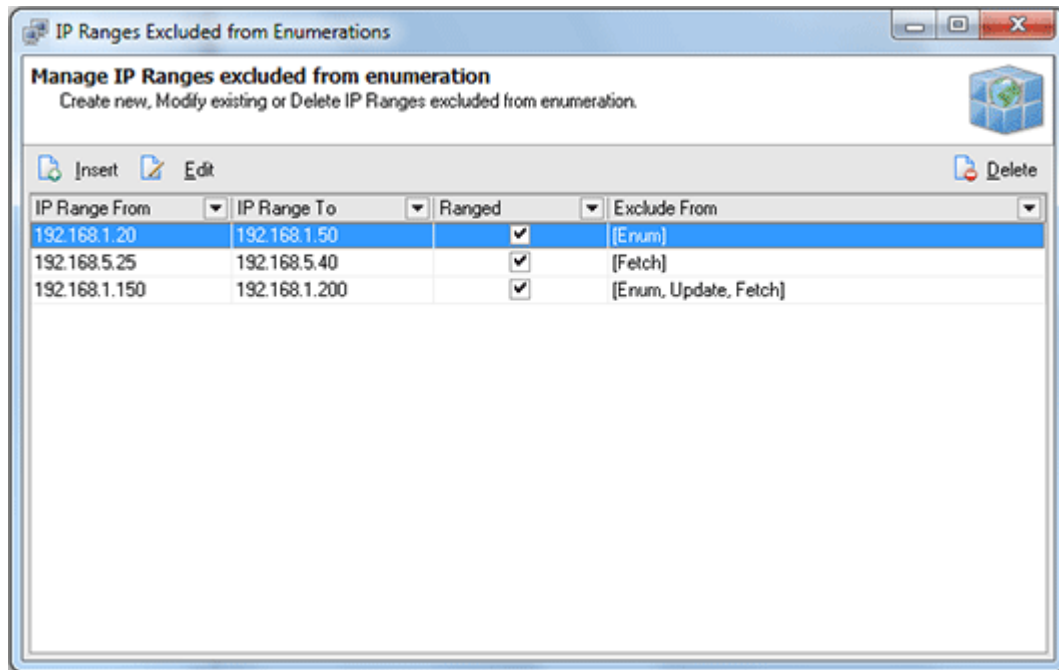 IP Ranges Excluded from Enumerations
Manage IP Ranges excluded from enumeration
Create new, Modify existing or Delete IP Ranges excluded from enumeration.
Insert Edit Delete
IP Range From IP Range To Ranged Exclude From
192.168.1.20 192.168.1.50 [Enum]
192.168.5.25 192.168.5.40 [Fetch]
192.168.1.150 192.168.1.200 [Enum, Update, Fetch]